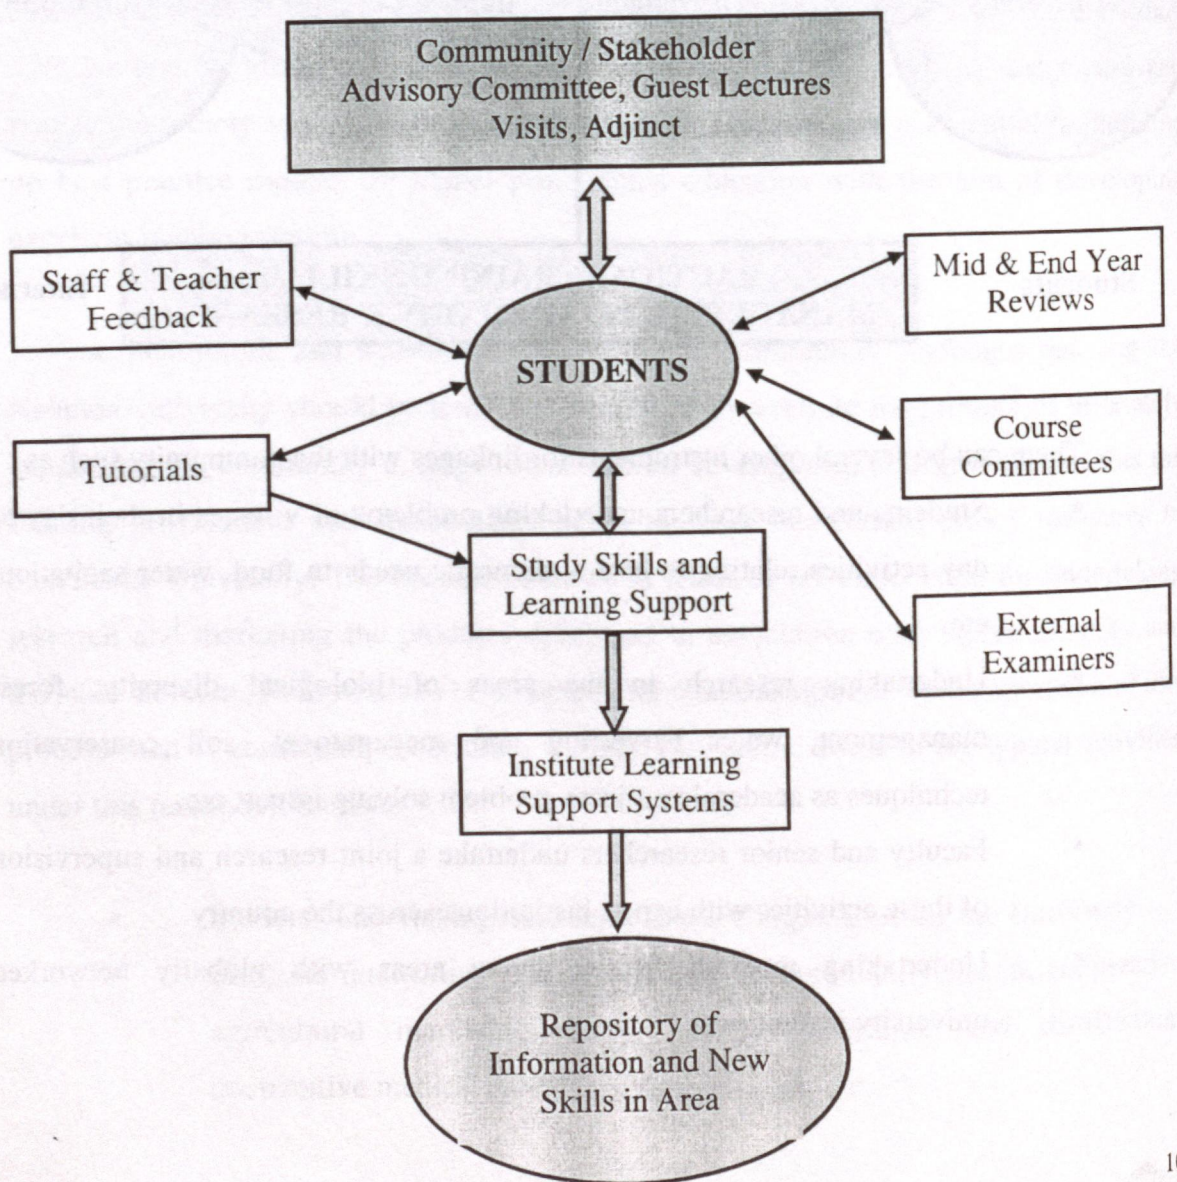 Community / Stakeholder
Advisory Committee, Guest Lectures
Visits, Adjinct
Staff & Teacher
Feedback
Mid & End Year
Reviews
STUDENTS
Tutorials
Course
Committees
Study Skills and
Learning Support
External
Examiners
Institute Learning
Support Systems
Repository of
Information and New
Skills in Area
10